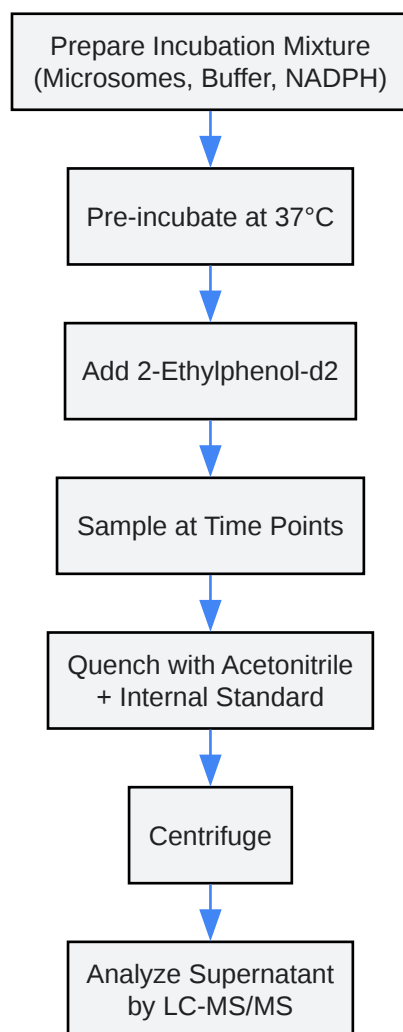 Prepare Incubation Mixture
(Microsomes, Buffer, NADPH)
Pre-incubate at 37°C
Add 2-Ethylphenol-d2
Sample at Time Points
Quench with Acetonitrile
+ Internal Standard
Centrifuge
Analyze Supernatant
by LC-MS/MS